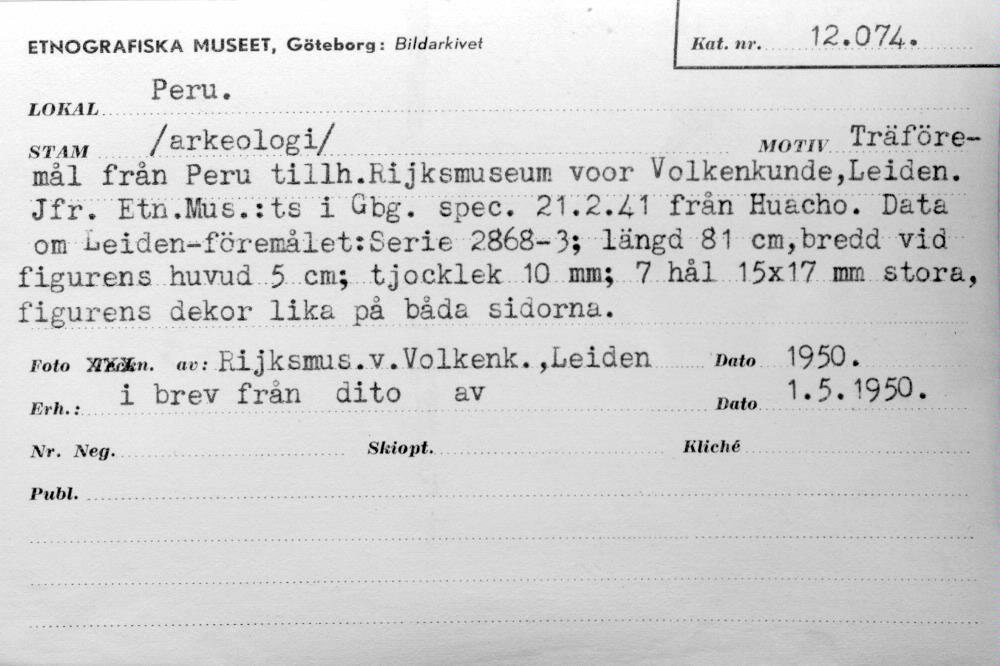 ETNOGRAFISKA MUSEET, Göteborg: Bildarkivet
Kat. nr. 12.074.
LOKAL Peru.
STAM /arkeologi/ MOTIV Träföre-
mål från Peru tillh.Rijksmuseum voor Volkenkunde,Leiden.
Jfr. Etn.Mus.:ts i Gbg. spec. 21.2.41 från Huacho. Data
om Leiden-föremålet:Serie 2868-3; längd 81 cm,bredd vid
figurens huvud 5 cm; tjocklek 10 mm; 7 hål 15x17 mm stora,
figurens dekor lika på båda sidorna.
Foto Teckn. av: Rijksmus.v.Volkenk.,Leiden Dato 1950.
Erh.: i brev från dito av Dato 1.5.1950.
Nr. Neg. Skiopt. Kliché
Publ.